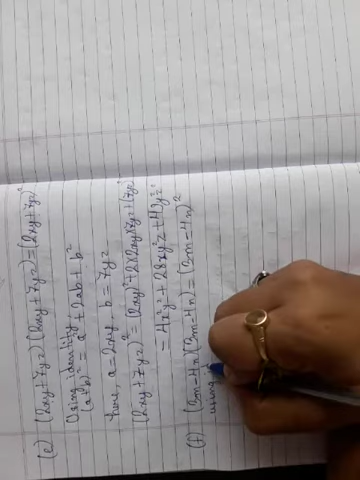 (e) (2xy+7yz)(2xy+7yz)=(2xy+7yz)²
Using identity,
(a+b)² = a²+2ab+b²
here, a=2xy, b=7yz
(2xy+7yz)² = (2xy)²+2×2xy×7yz+(7yz)²
= 4x²y²+28xy²z+49y²z²
(f) (2m-4n)(2m-4n) = (2m-4n)²
using